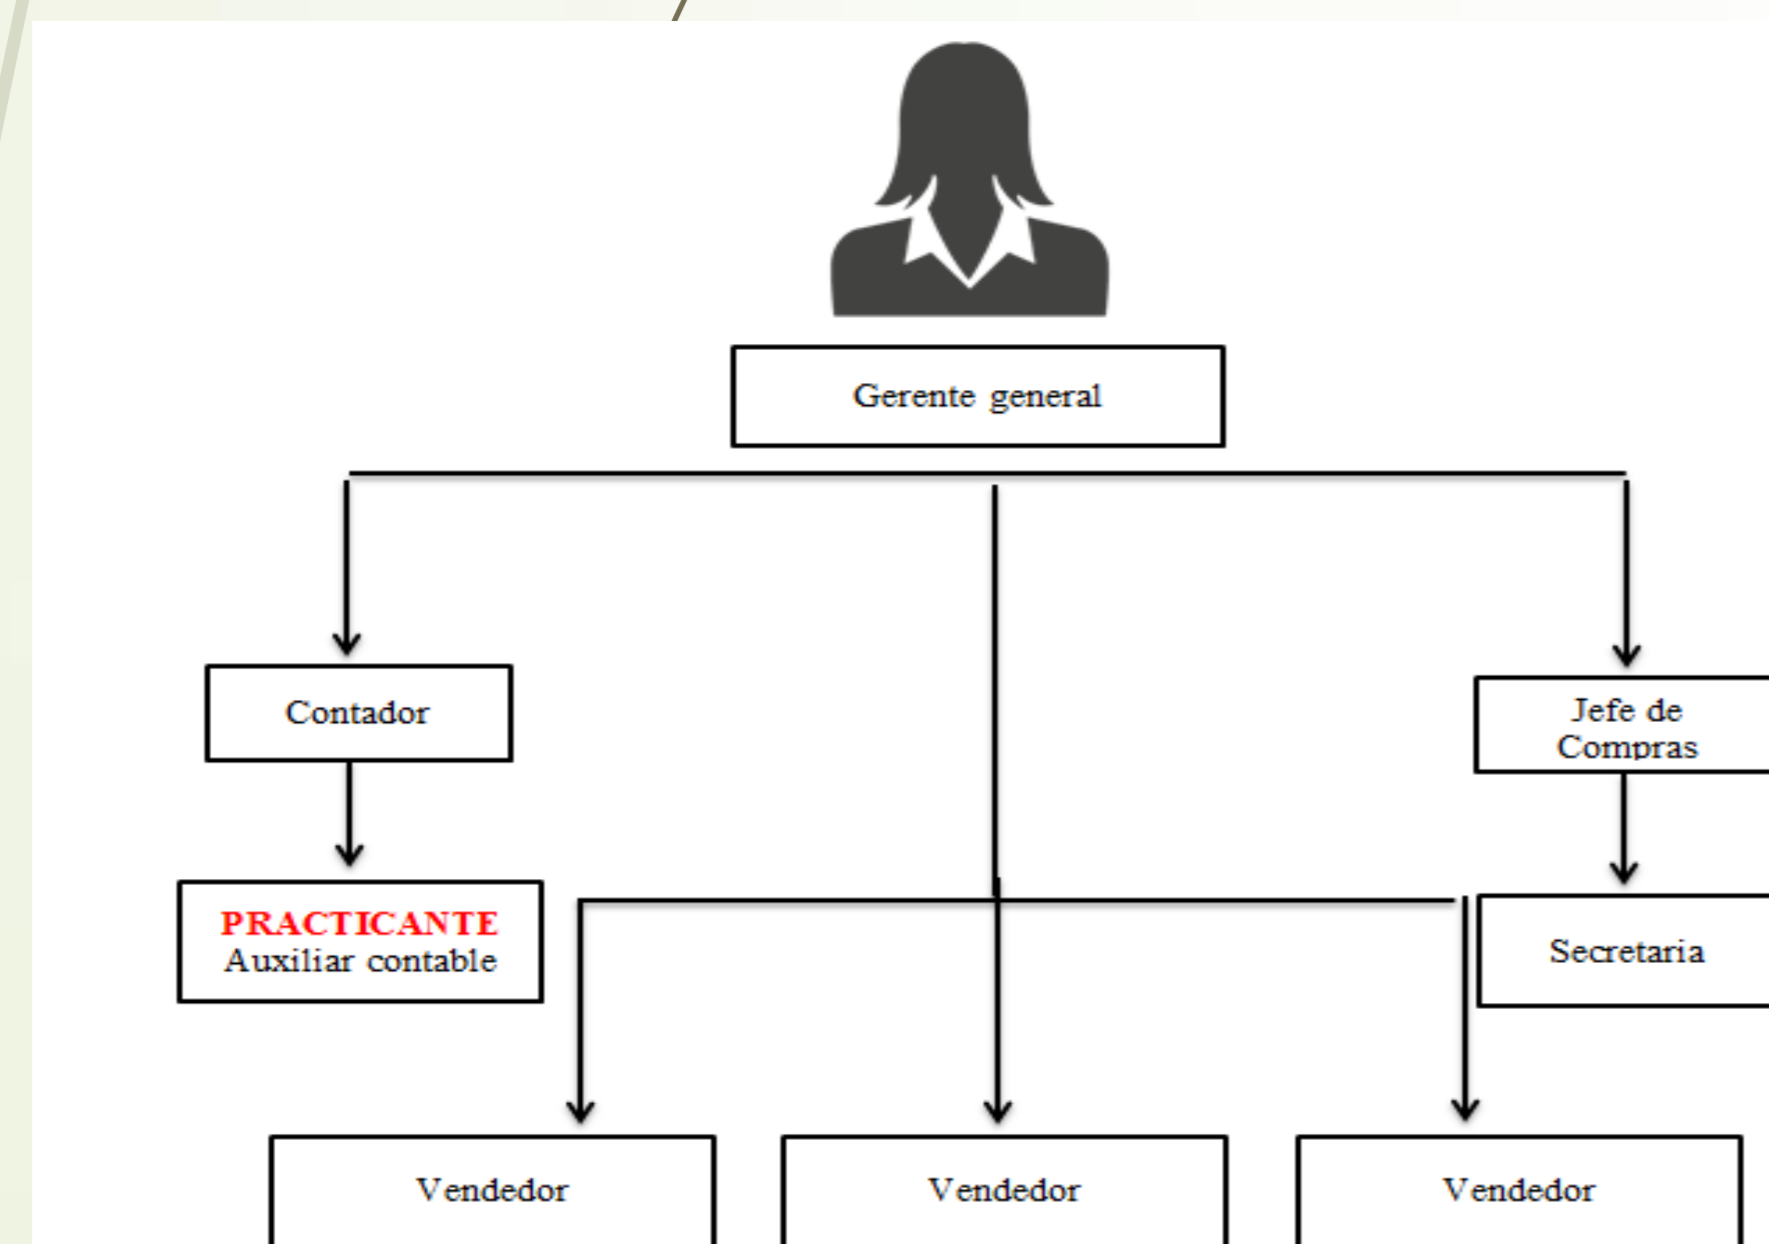 Gerente general
Contador
Jefe de
Compras
PRACTICANTE
Auxiliar contable
Secretaria
Vendedor
Vendedor
Vendedor